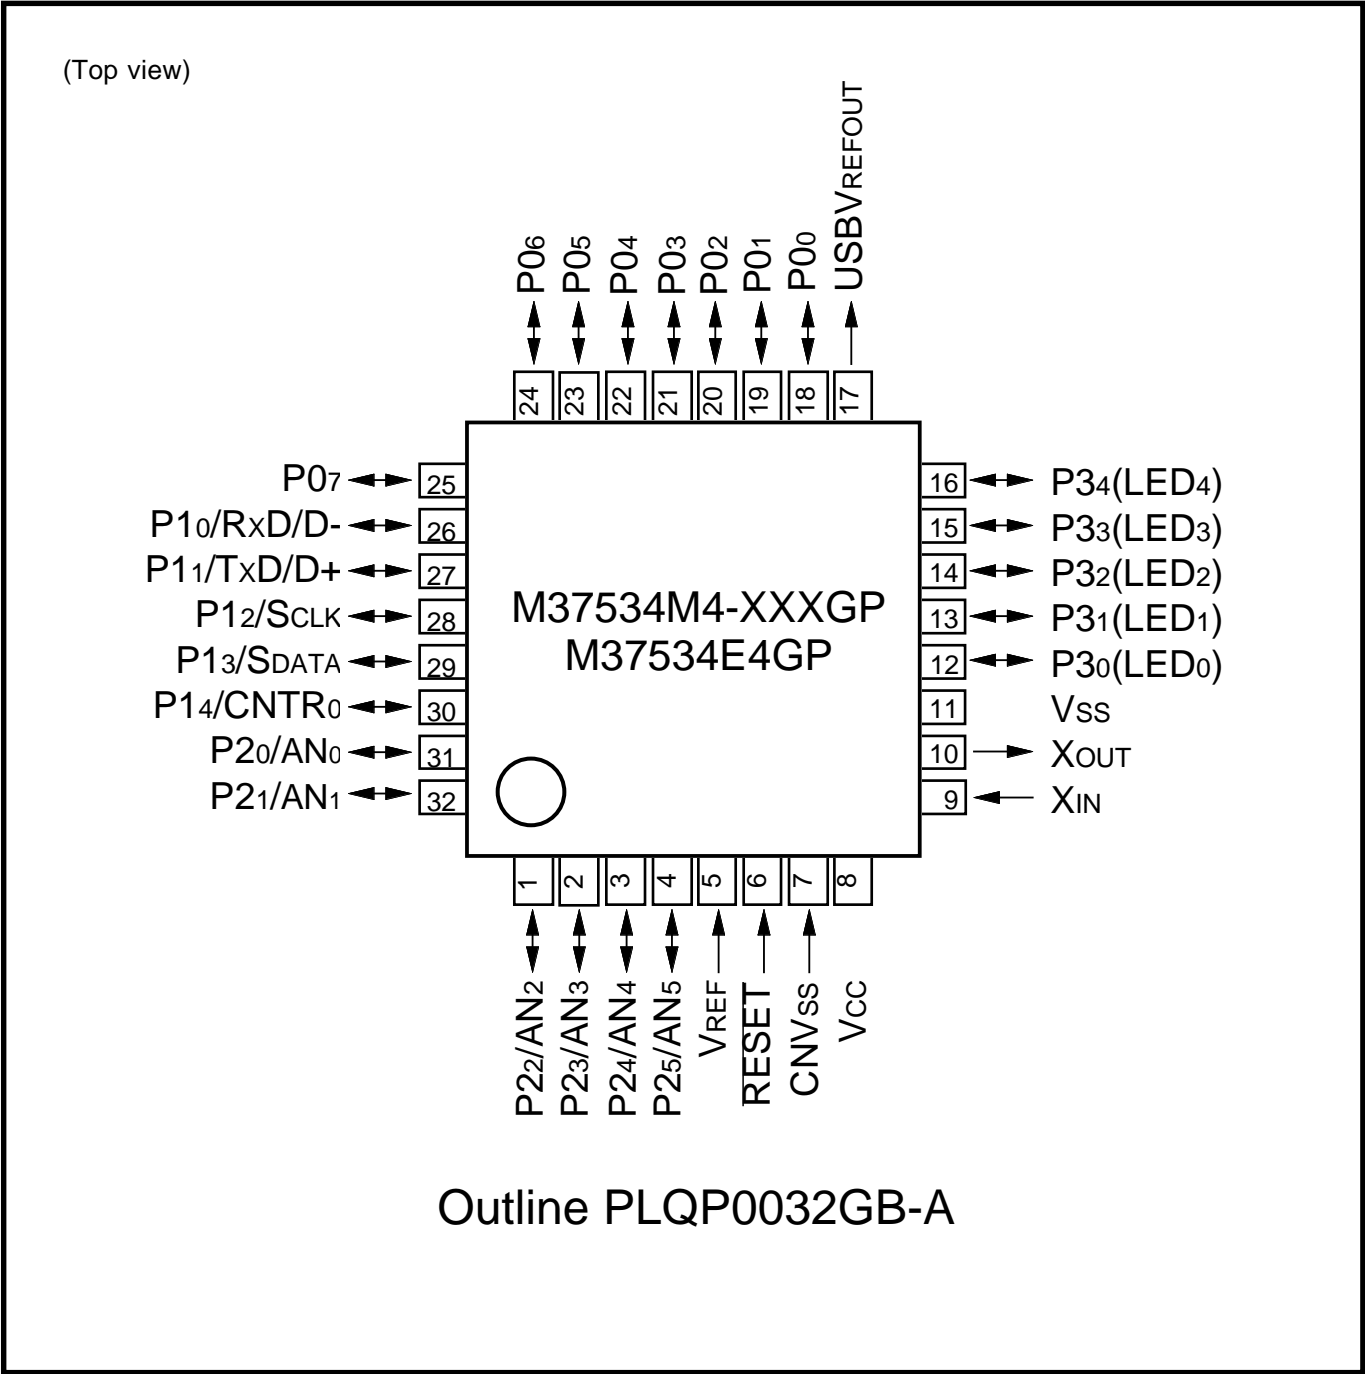 (Top view)
P06
P05
P04
P03
P02
P01
P00
USBVREFOUT
24
23
22
21
20
19
18
17
P07
25
P10/RxD/D-
26
P11/TxD/D+
27
P12/SCLK
28
P13/SDATA
29
P14/CNTR0
30
P20/AN0
31
P21/AN1
32
M37534M4-XXXGP
M37534E4GP
16
P34(LED4)
15
P33(LED3)
14
P32(LED2)
13
P31(LED1)
12
P30(LED0)
11
VSS
10
XOUT
9
XIN
1
2
3
4
5
6
7
8
P22/AN2
P23/AN3
P24/AN4
P25/AN5
VREF
RESET
CNVSS
VCC
Outline PLQP0032GB-A